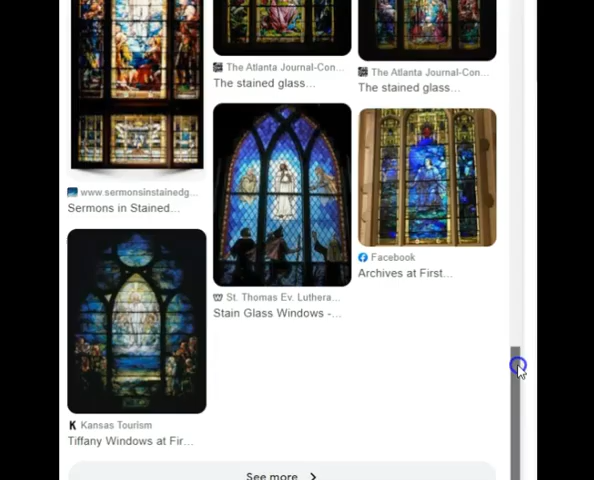 The Atlanta Journal-Con...
The stained glass...
The Atlanta Journal-Con...
The stained glass...
www.sermonsinstainedg...
Sermons in Stained...
Facebook
Archives at First...
St. Thomas Ev. Luthera...
Stain Glass Windows -...
K Kansas Tourism
Tiffany Windows at Fir...
See more